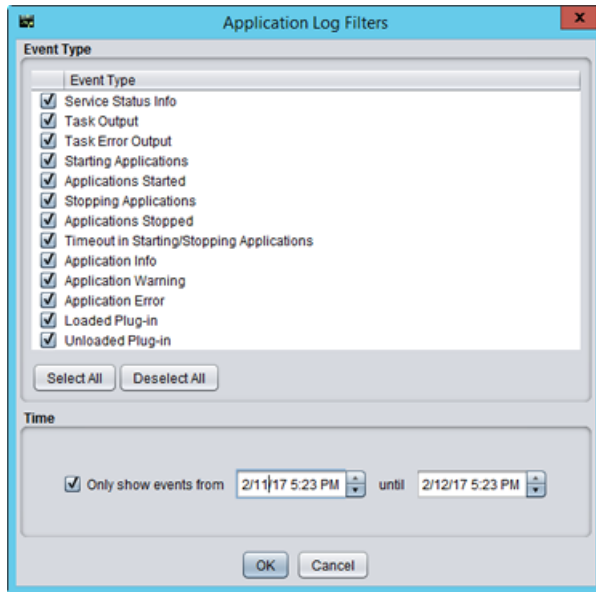 Application Log Filters
x
Event Type
Event Type
Service Status Info
Task Output
Task Error Output
Starting Applications
Applications Started
Stopping Applications
Applications Stopped
Timeout in Starting/Stopping Applications
Application Info
Application Warning
Application Error
Loaded Plug-in
Unloaded Plug-in
Select All Deselect All
Time
Only show events from 2/11/17 5:23 PM until 2/12/17 5:23 PM
OK Cancel